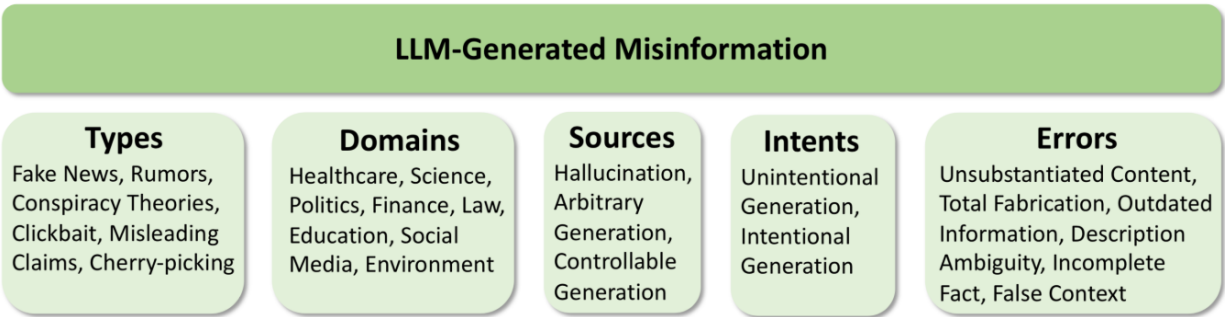 LLM-Generated Misinformation
Types
Fake News, Rumors,
Conspiracy Theories,
Clickbait, Misleading
Claims, Cherry-picking
Domains
Healthcare, Science,
Politics, Finance, Law,
Education, Social
Media, Environment
Sources
Hallucination,
Arbitrary
Generation,
Controllable
Generation
Intents
Unintentional
Generation,
Intentional
Generation
Errors
Unsubstantiated Content,
Total Fabrication, Outdated
Information, Description
Ambiguity, Incomplete
Fact, False Context